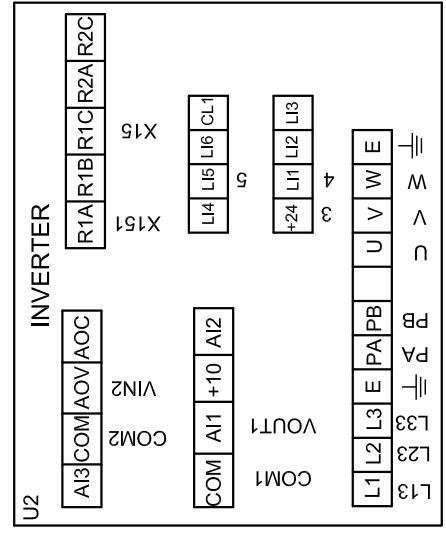 U2 INVERTER
AI3 COM AOV AOC R1A R1B R1C R2A R2C
COM2 VIN2 X151 X15
COM AI1 +10 AI2 LI4 LI5 LI6 CL1
COM1 VOUT1 5
+24 LI1 LI2 LI3
3 4
L1 L2 L3 E PA PB U V W E
L13 L23 L33 PA PB U V W